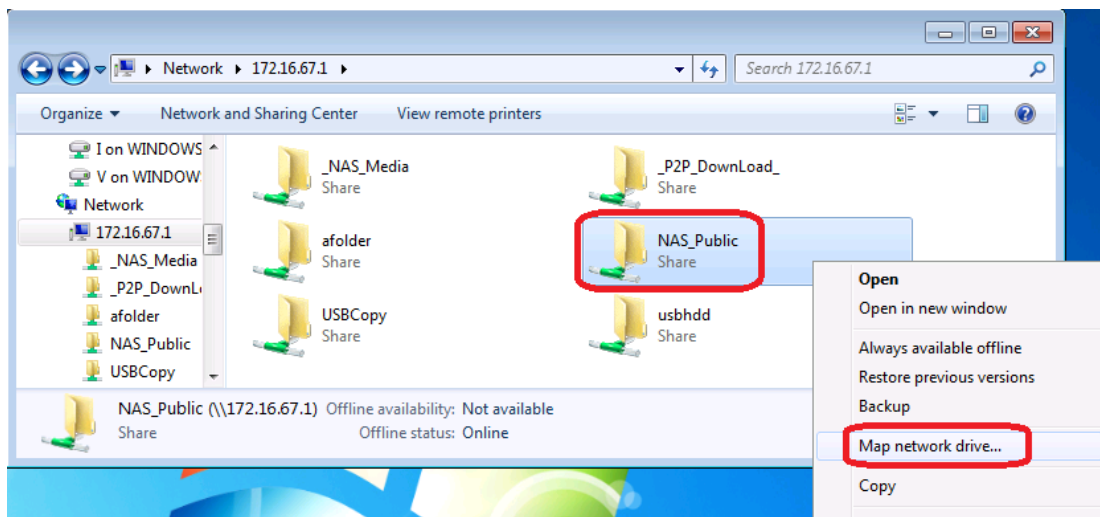 Network 172.16.67.1
Search 172.16.67.1
Organize Network and Sharing Center View remote printers
I on WINDOWS
V on WINDOW
Network
172.16.67.1
_NAS_Media
_P2P_DownL
afolder
NAS_Public
USBCopy
_NAS_Media
Share
_P2P_DownLoad_
Share
afolder
Share
NAS_Public
Share
USBCopy
Share
usbhdd
Share
NAS_Public (\\172.16.67.1) Offline availability: Not available
Share Offline status: Online
Open
Open in new window
Always available offline
Restore previous versions
Backup
Map network drive...
Copy